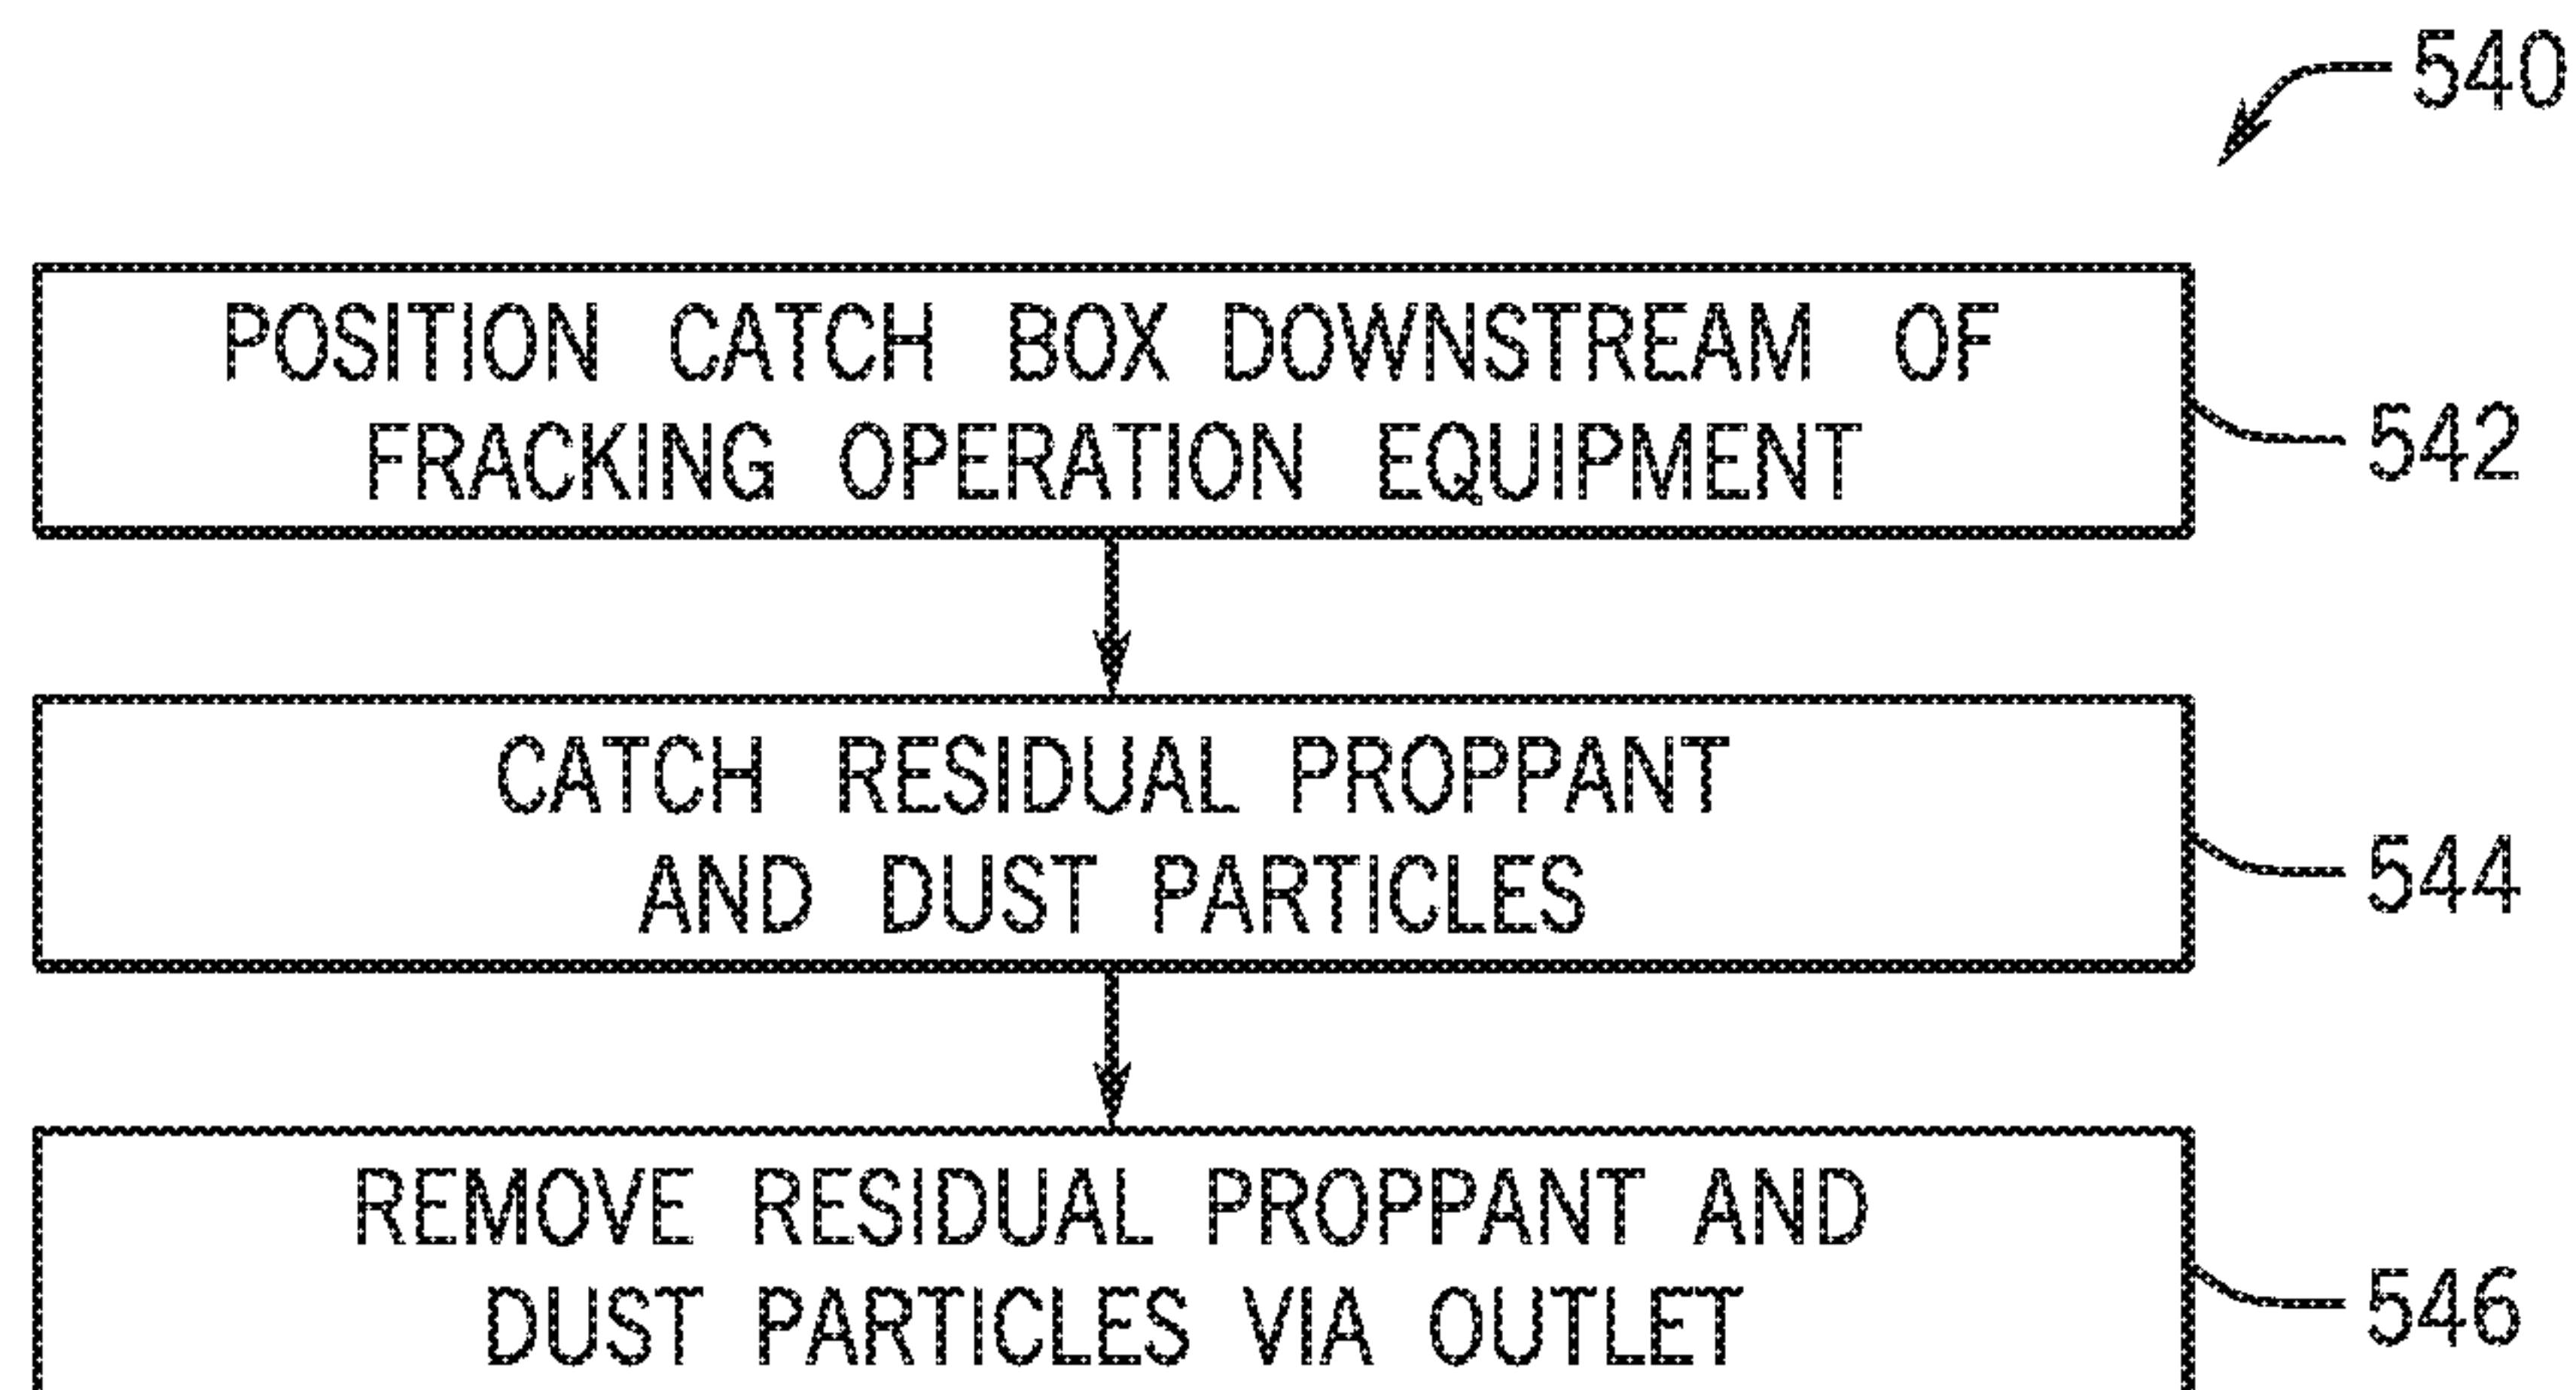 540
POSITION CATCH BOX DOWNSTREAM OF
FRACKING OPERATION EQUIPMENT
542
CATCH RESIDUAL PROPPANT
AND DUST PARTICLES
544
REMOVE RESIDUAL PROPPANT AND
DUST PARTICLES VIA OUTLET
546